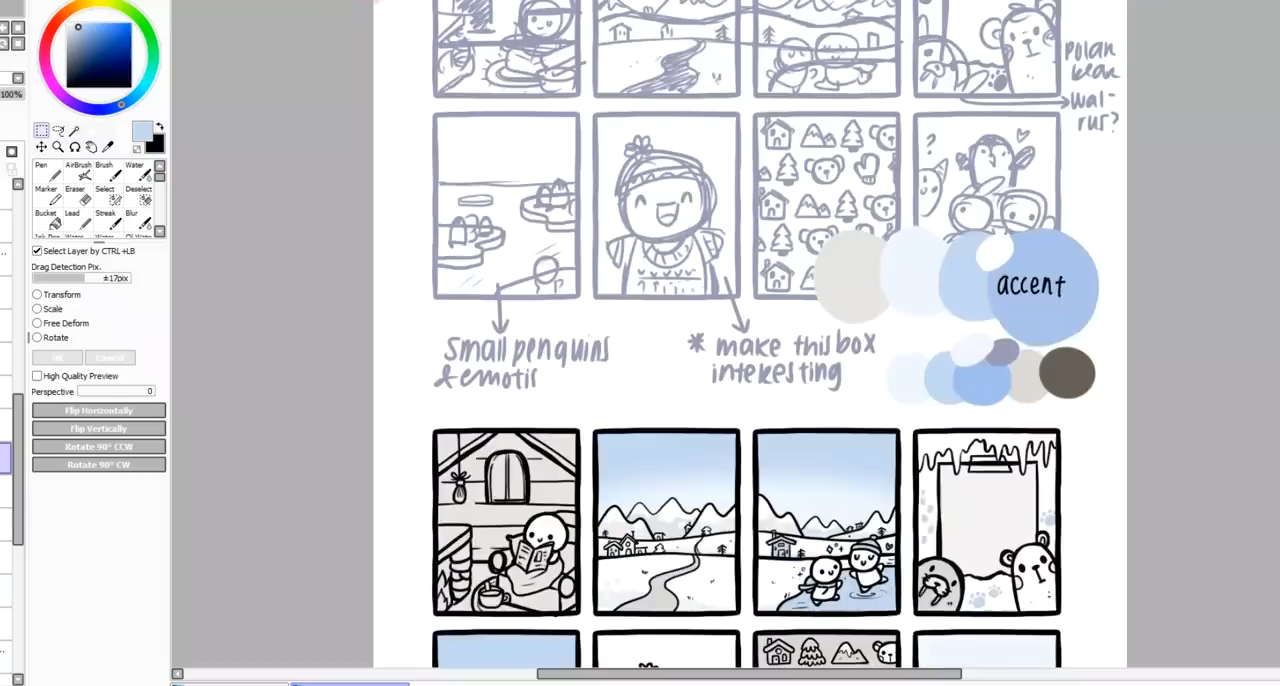 100%
Pen AirBrush Brush Water
Marker Eraser Select Deselect
Bucket Lead Streak Blur
Select Layer by CTRL+LB
Drag Detection Pix.
±17pix
Transform
Scale
Free Deform
Rotate
OK Cancel
High Quality Preview
Perspective 0
Flip Horizontally
Flip Vertically
Rotate 90° CCW
Rotate 90° CW
polar
bear
wal-
rus?
?
accent
small penguins
& emotis
* make this box
interesting